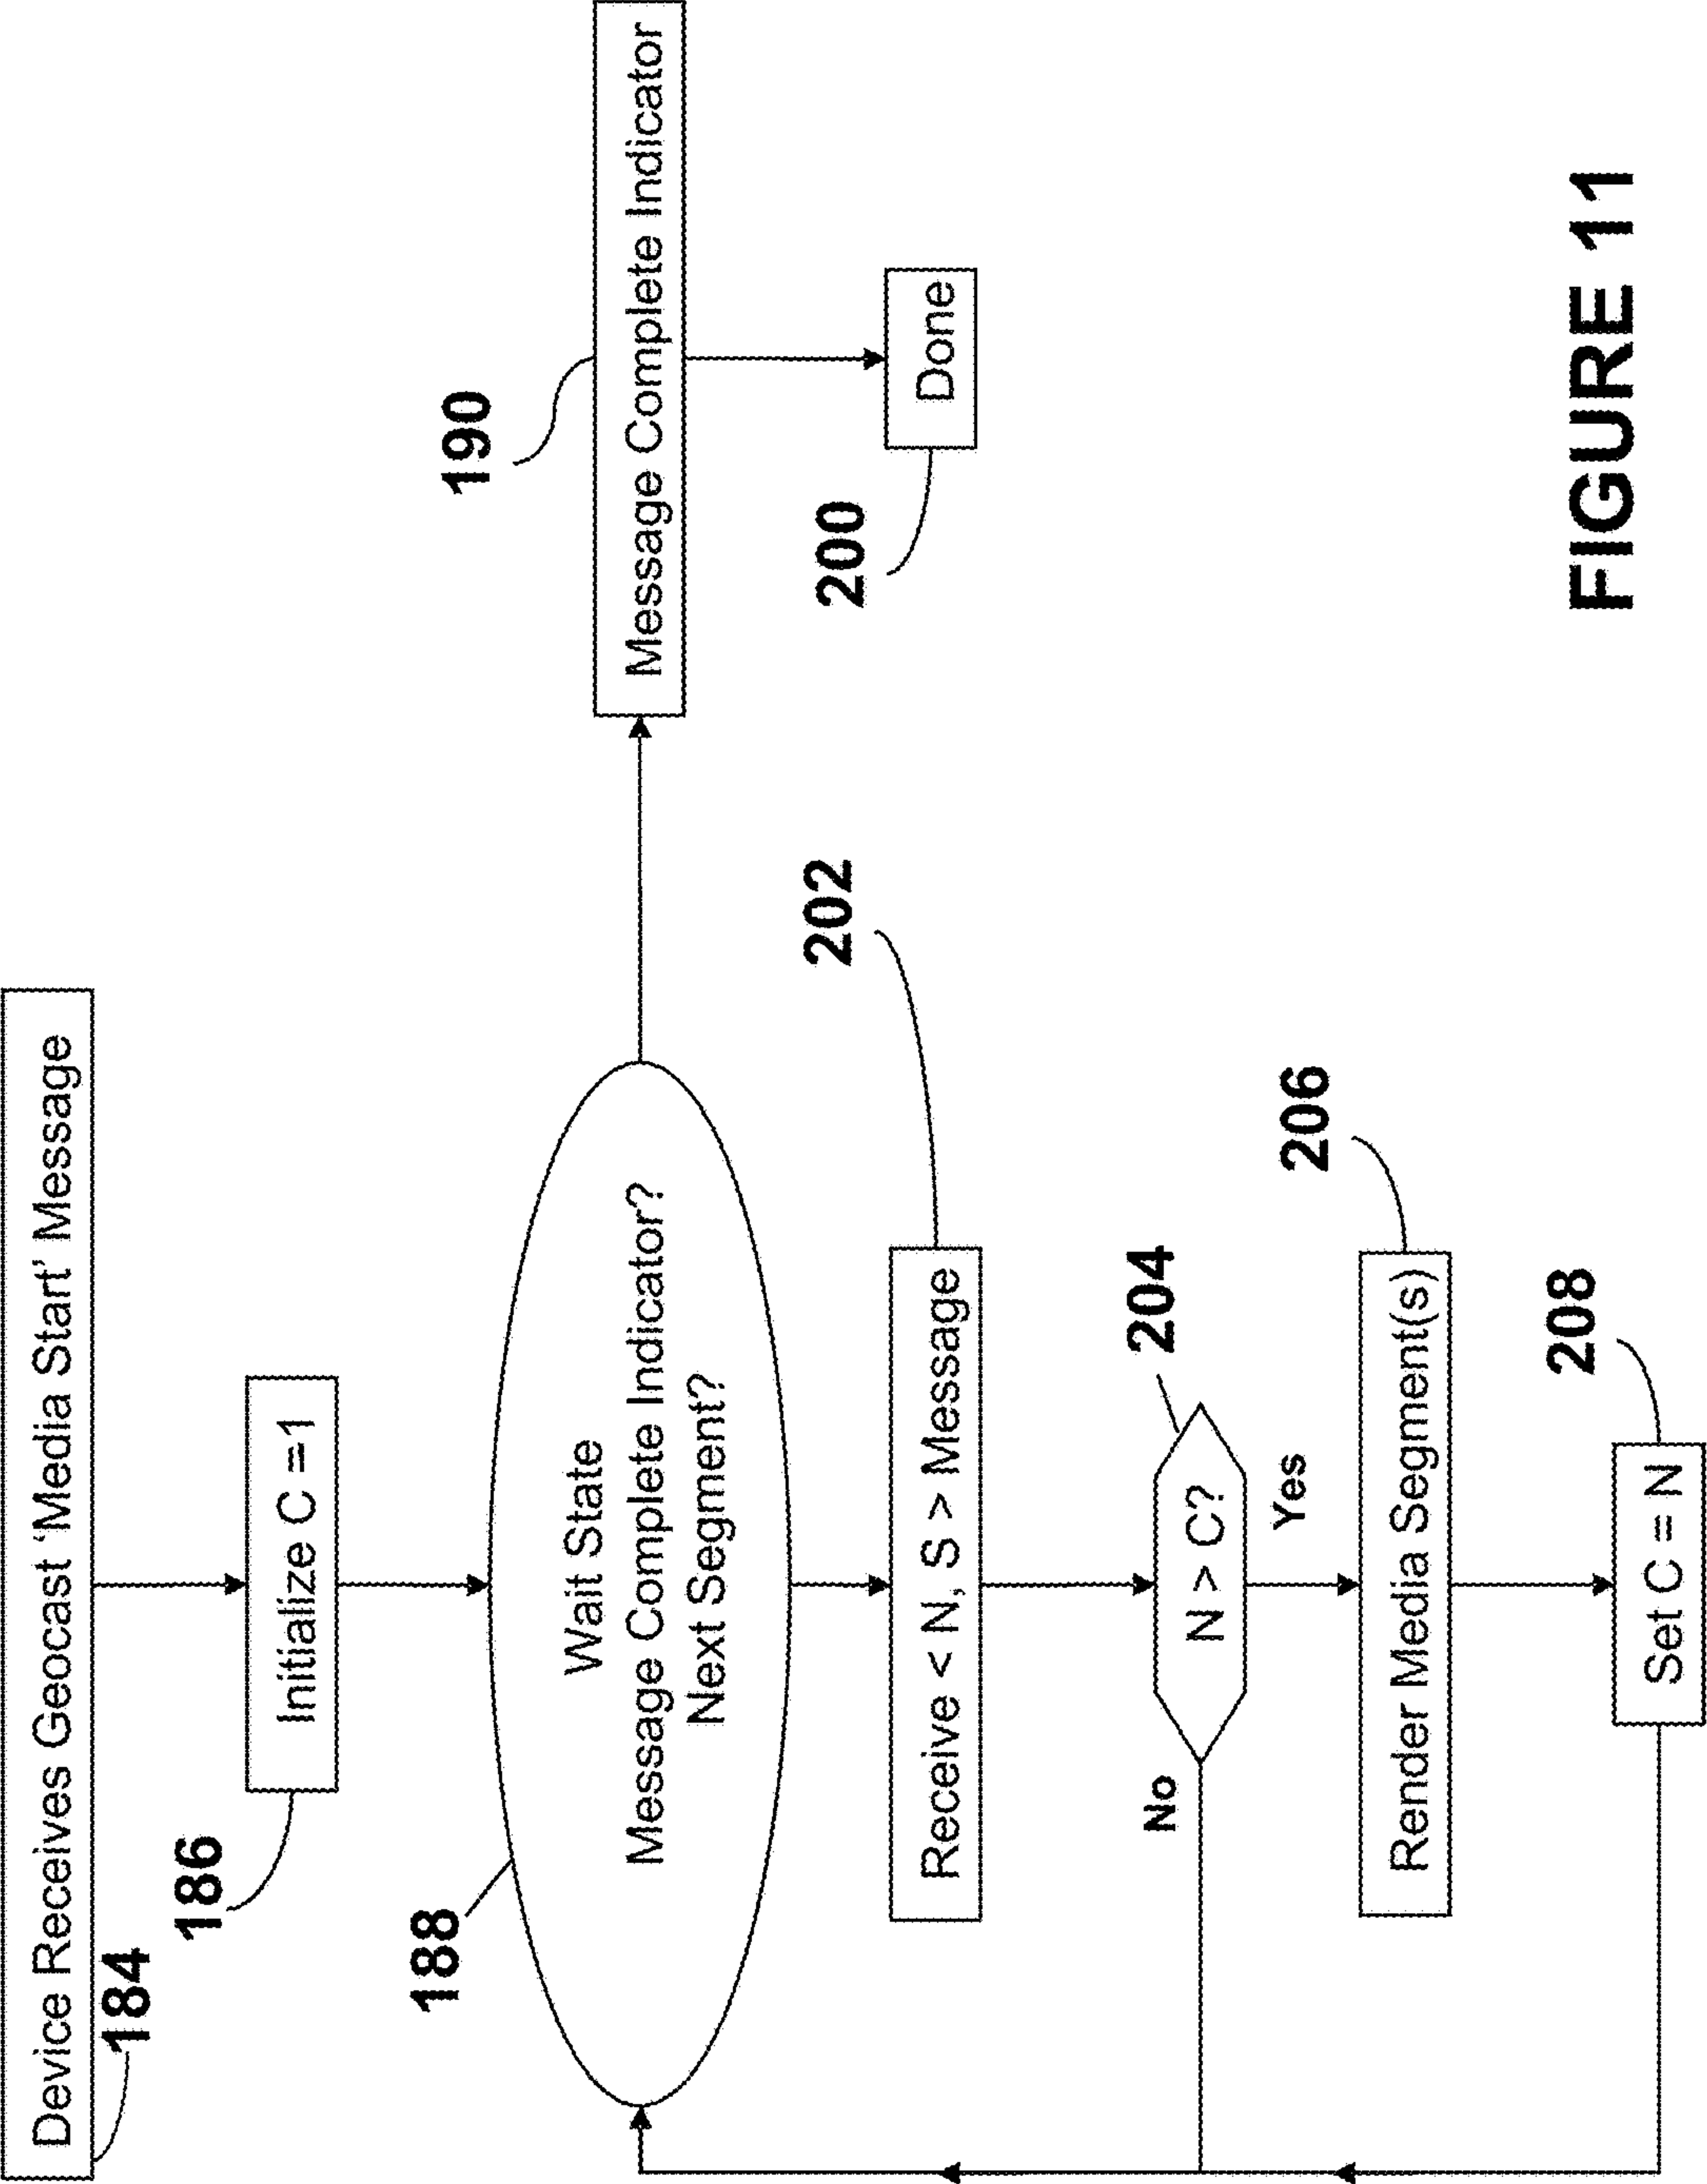 Device Receives Geocast ‘Media Start’ Message
184
Initialize C =1
186
Wait State
Message Complete Indicator?
Next Segment?
188
Message Complete Indicator
190
Done
200
Receive < N, S > Message
202
N > C?
204
No
Yes
Render Media Segment(s)
206
Set C = N
208
FIGURE 11